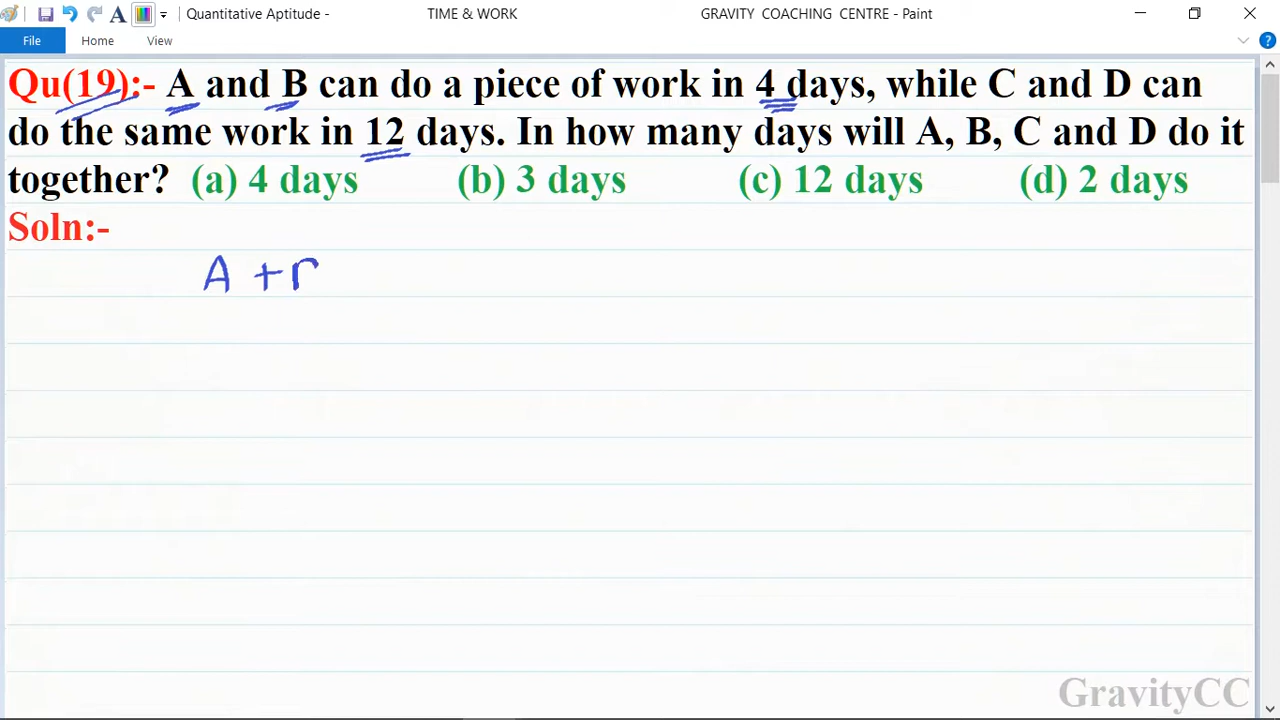 Quantitative Aptitude - TIME & WORK GRAVITY COACHING CENTRE - Paint
File Home View
Qu(19):- A and B can do a piece of work in 4 days, while C and D can
do the same work in 12 days. In how many days will A, B, C and D do it
together? (a) 4 days (b) 3 days (c) 12 days (d) 2 days
Soln:-
A +
GravityCC